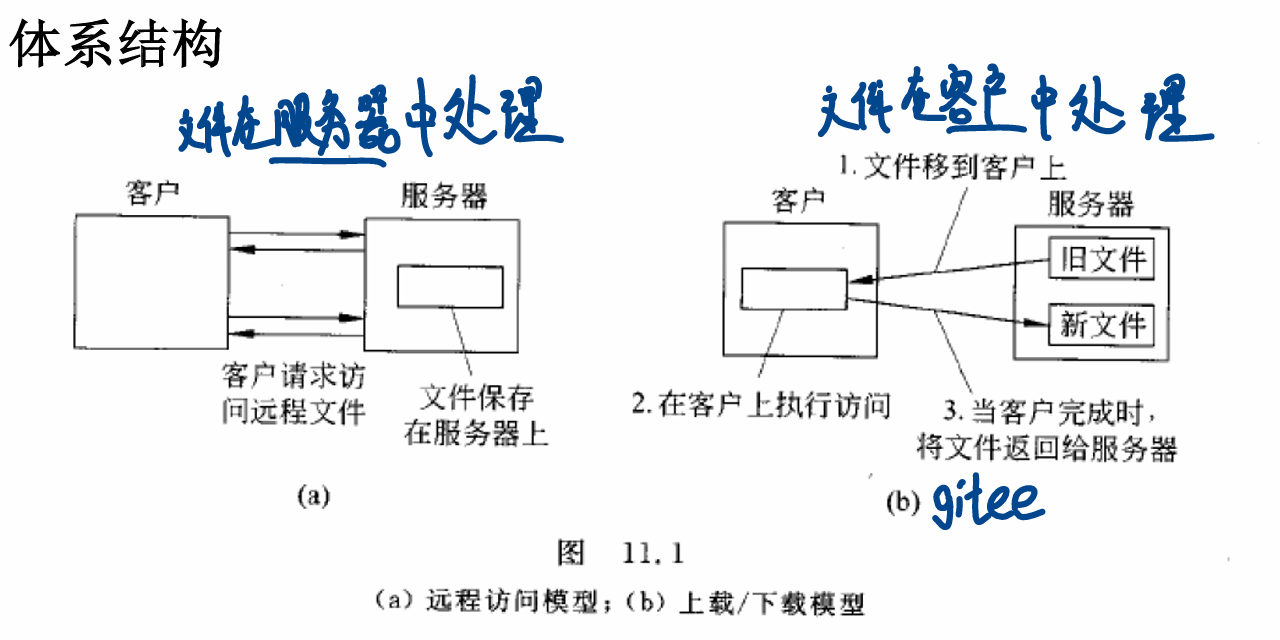 体系结构
文件在服务器中处理
客户
服务器
客户请求访
问远程文件
文件保存
在服务器上
(a)
文件在客户中处理
1.文件移到客户上
客户
服务器
旧文件
新文件
2.在客户上执行访问
3.当客户完成时，
将文件返回给服务器
(b) gitee
图 11.1
(a) 远程访问模型；(b) 上载/下载模型